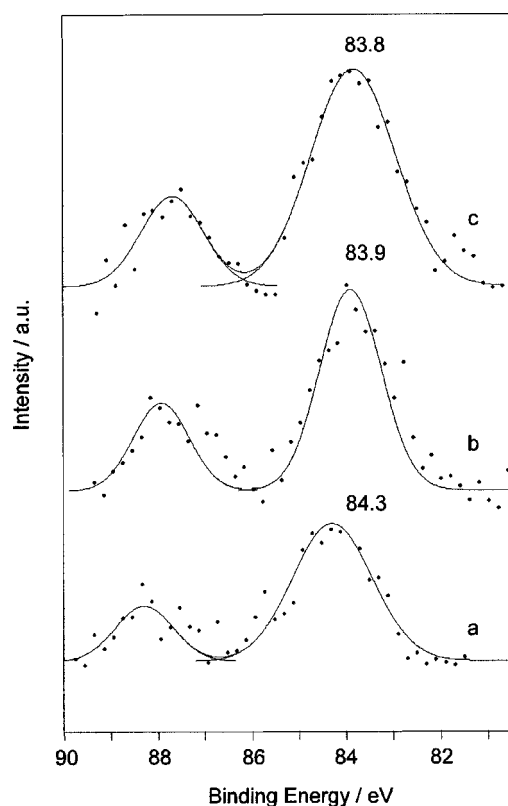 83.8
c
83.9
b
84.3
a
Intensity / a.u.
90 88 86 84 82
Binding Energy / eV